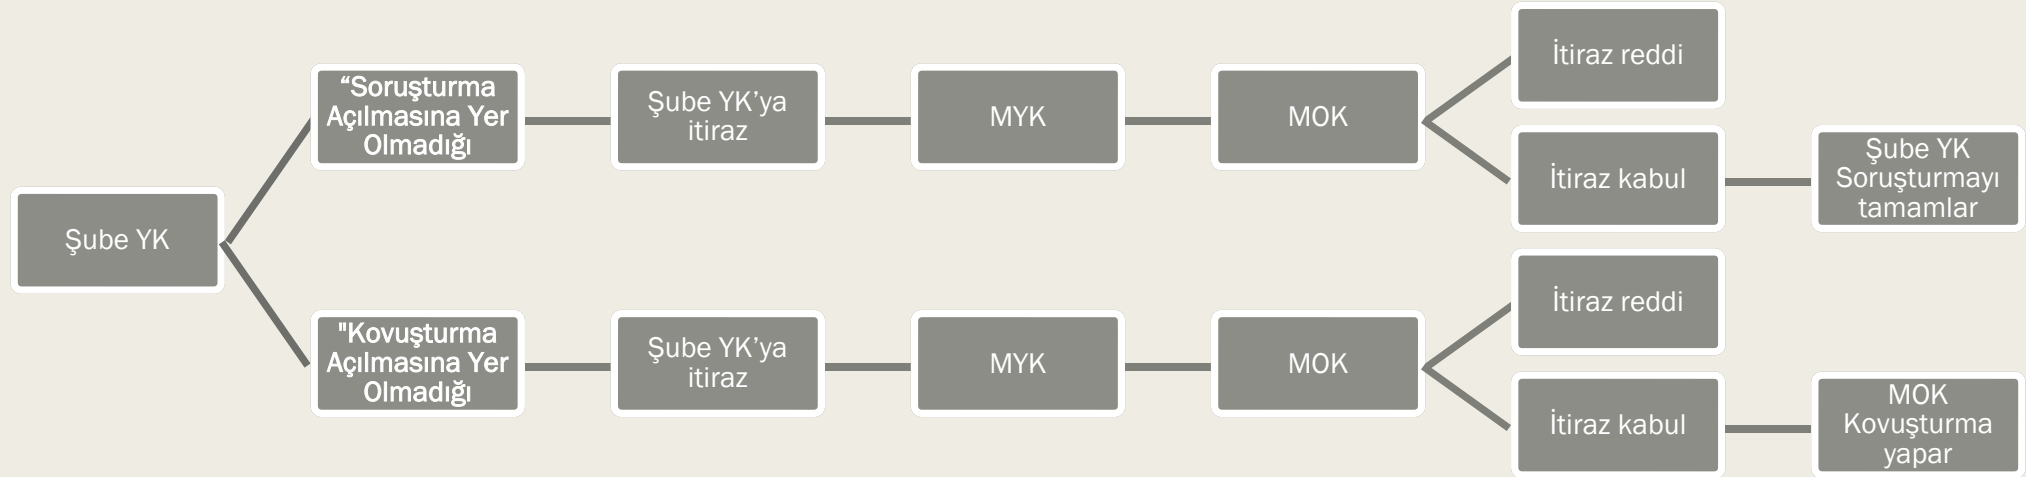 Şube YK
“Soruşturma
Açılmasına Yer
Olmadığı
Şube YK’ya
itiraz
MYK
MOK
İtiraz reddi
İtiraz kabul
Şube YK
Soruşturmayı
tamamlar
"Kovuşturma
Açılmasına Yer
Olmadığı
Şube YK’ya
itiraz
MYK
MOK
İtiraz reddi
İtiraz kabul
MOK
Kovuşturma
yapar